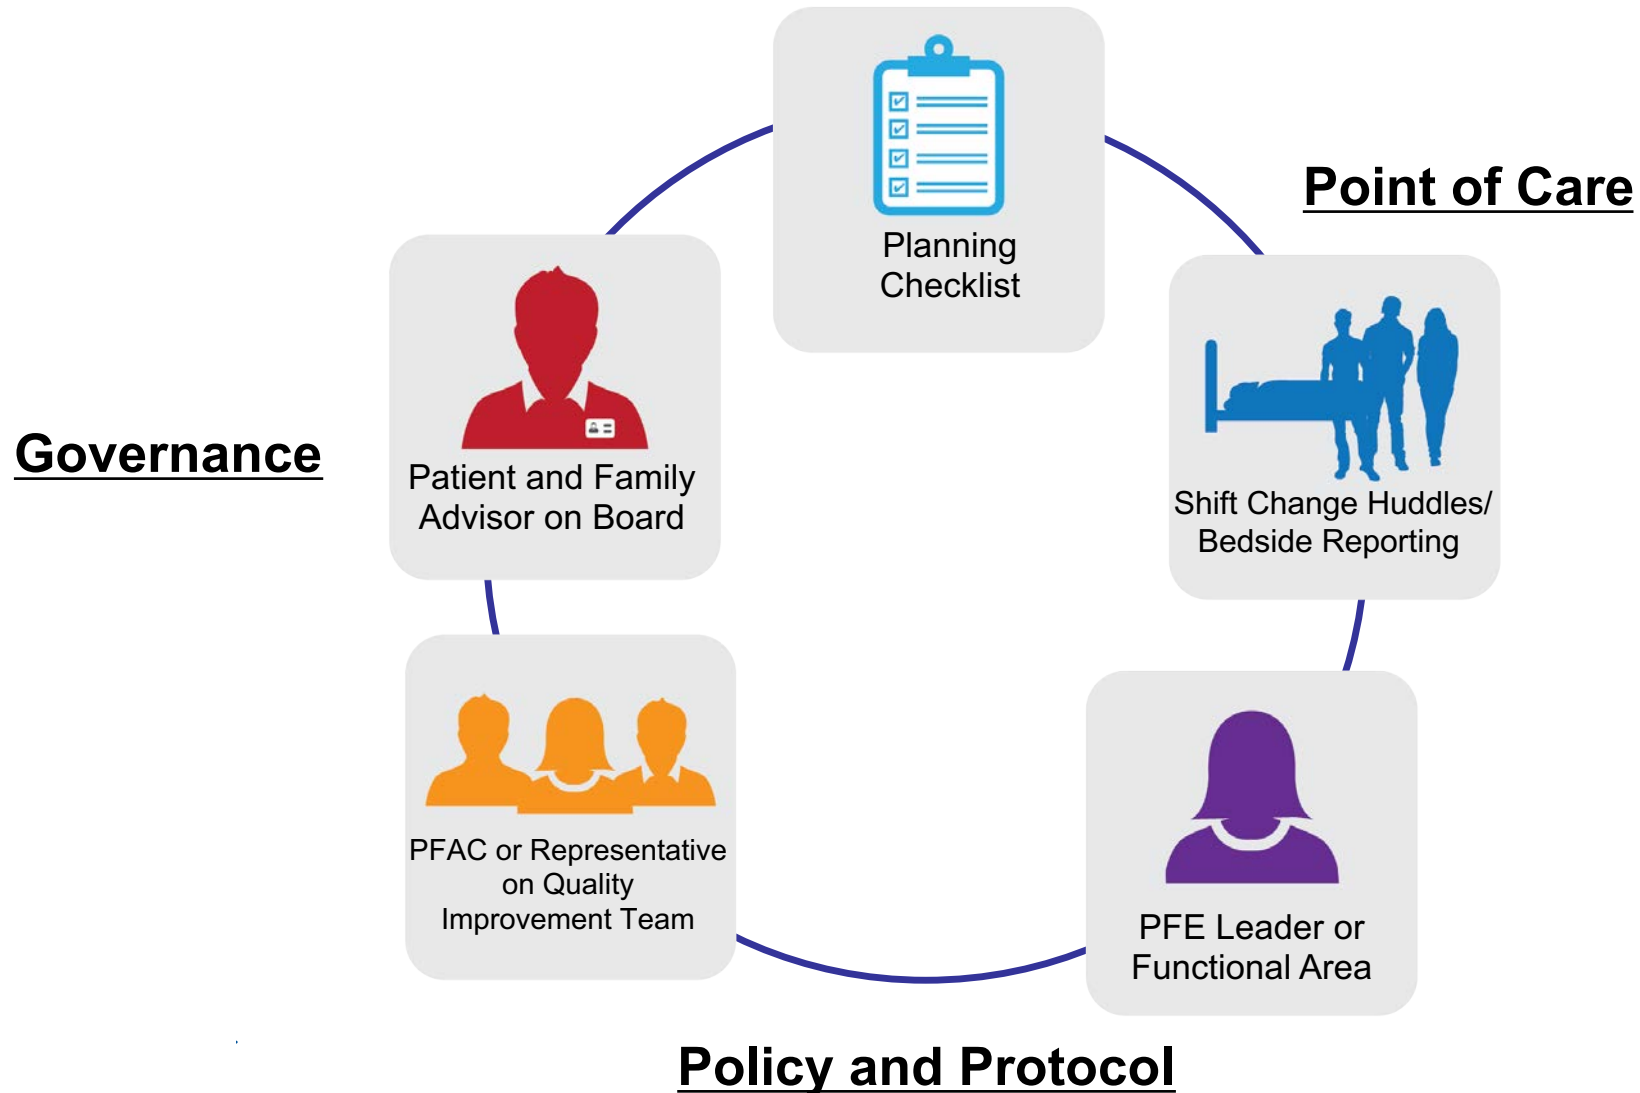 Planning
Checklist
Point of Care
Shift Change Huddles/
Bedside Reporting
Governance
Patient and Family
Advisor on Board
PFAC or Representative
on Quality
Improvement Team
PFE Leader or
Functional Area
Policy and Protocol